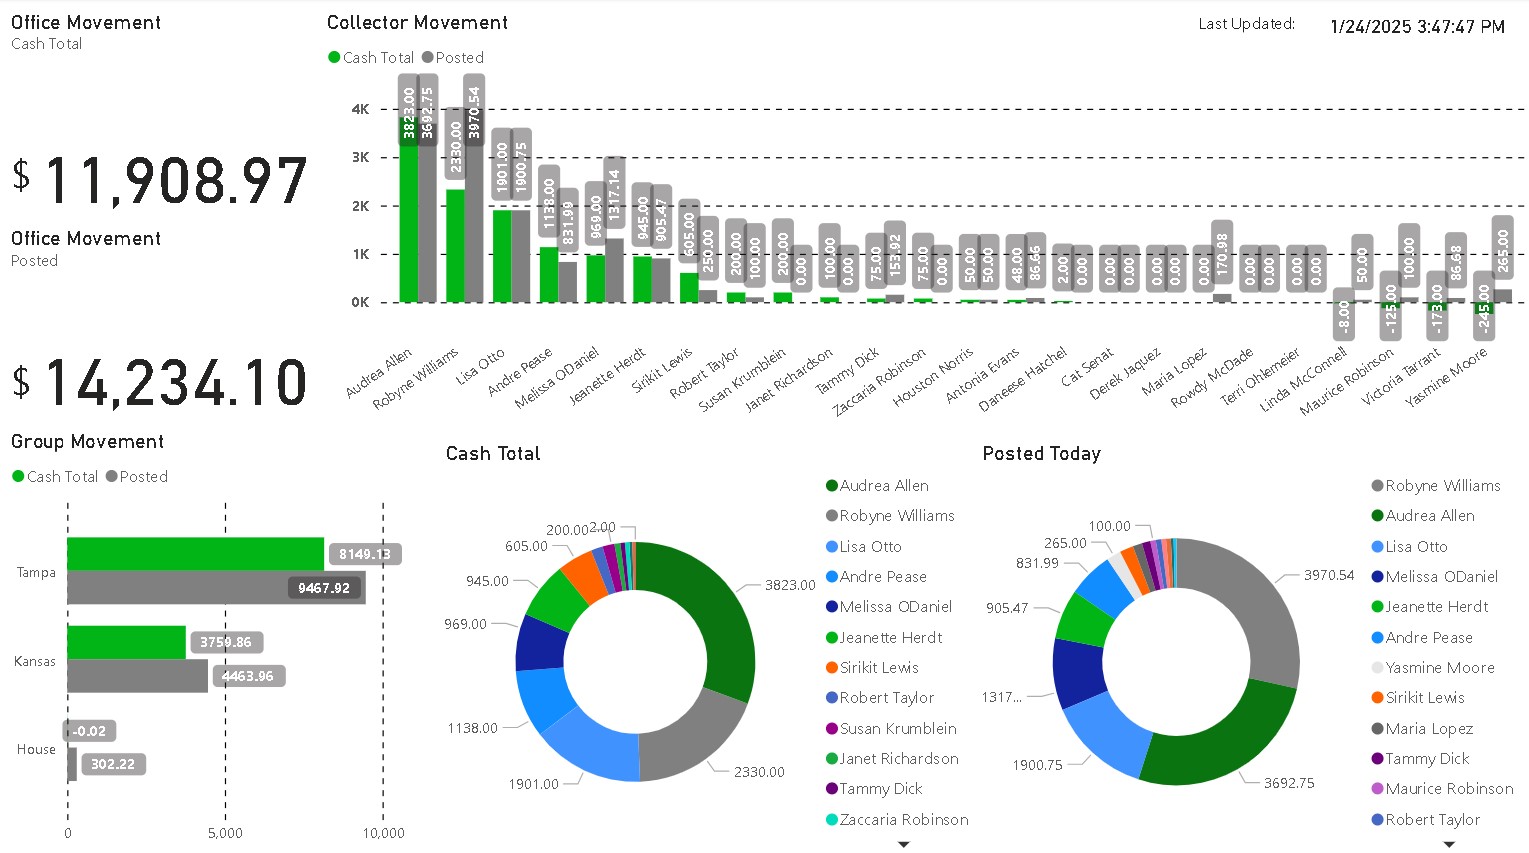 Office Movement
Cash Total
$ 11,908.97
Office Movement
Posted
$ 14,234.10
Collector Movement
Cash Total Posted
Last Updated: 1/24/2025 3:47:47 PM
4K
3K
2K
1K
0K
3823.00 3692.75
2330.00 3970.54
1901.00 1900.75
1138.00 831.99
969.00 1317.14
945.00 905.47
605.00 250.00
200.00 100.00
200.00 0.00
100.00 0.00
75.00 153.92
75.00 0.00
50.00 50.00
48.00 86.66
2.00 0.00
0.00 0.00
0.00 0.00
0.00 170.98
0.00 0.00
0.00 0.00
-8.00 50.00
-125.00 100.00
-173.00 86.68
-245.00 265.00
Audrea Allen
Robyne Williams
Lisa Otto
Andre Pease
Melissa ODaniel
Jeanette Herdt
Sirikit Lewis
Robert Taylor
Susan Krumblein
Janet Richardson
Tammy Dick
Zaccaria Robinson
Houston Norris
Antonia Evans
Daneese Hatchel
Cat Senat
Derek Jaquez
Maria Lopez
Rowdy McDade
Terri Ohlemeier
Linda McConnell
Maurice Robinson
Victoria Tarrant
Yasmine Moore
Group Movement
Cash Total Posted
Tampa
8149.13
9467.92
Kansas
3759.86
4463.96
House
-0.02
302.22
0 5,000 10,000
Cash Total
200.00 2.00
605.00
945.00
969.00
1138.00
1901.00
2330.00
3823.00
Audrea Allen
Robyne Williams
Lisa Otto
Andre Pease
Melissa ODaniel
Jeanette Herdt
Sirikit Lewis
Robert Taylor
Susan Krumblein
Janet Richardson
Tammy Dick
Zaccaria Robinson
Posted Today
100.00
265.00
831.99
905.47
1317...
1900.75
3692.75
3970.54
Robyne Williams
Audrea Allen
Lisa Otto
Melissa ODaniel
Jeanette Herdt
Andre Pease
Yasmine Moore
Sirikit Lewis
Maria Lopez
Tammy Dick
Maurice Robinson
Robert Taylor